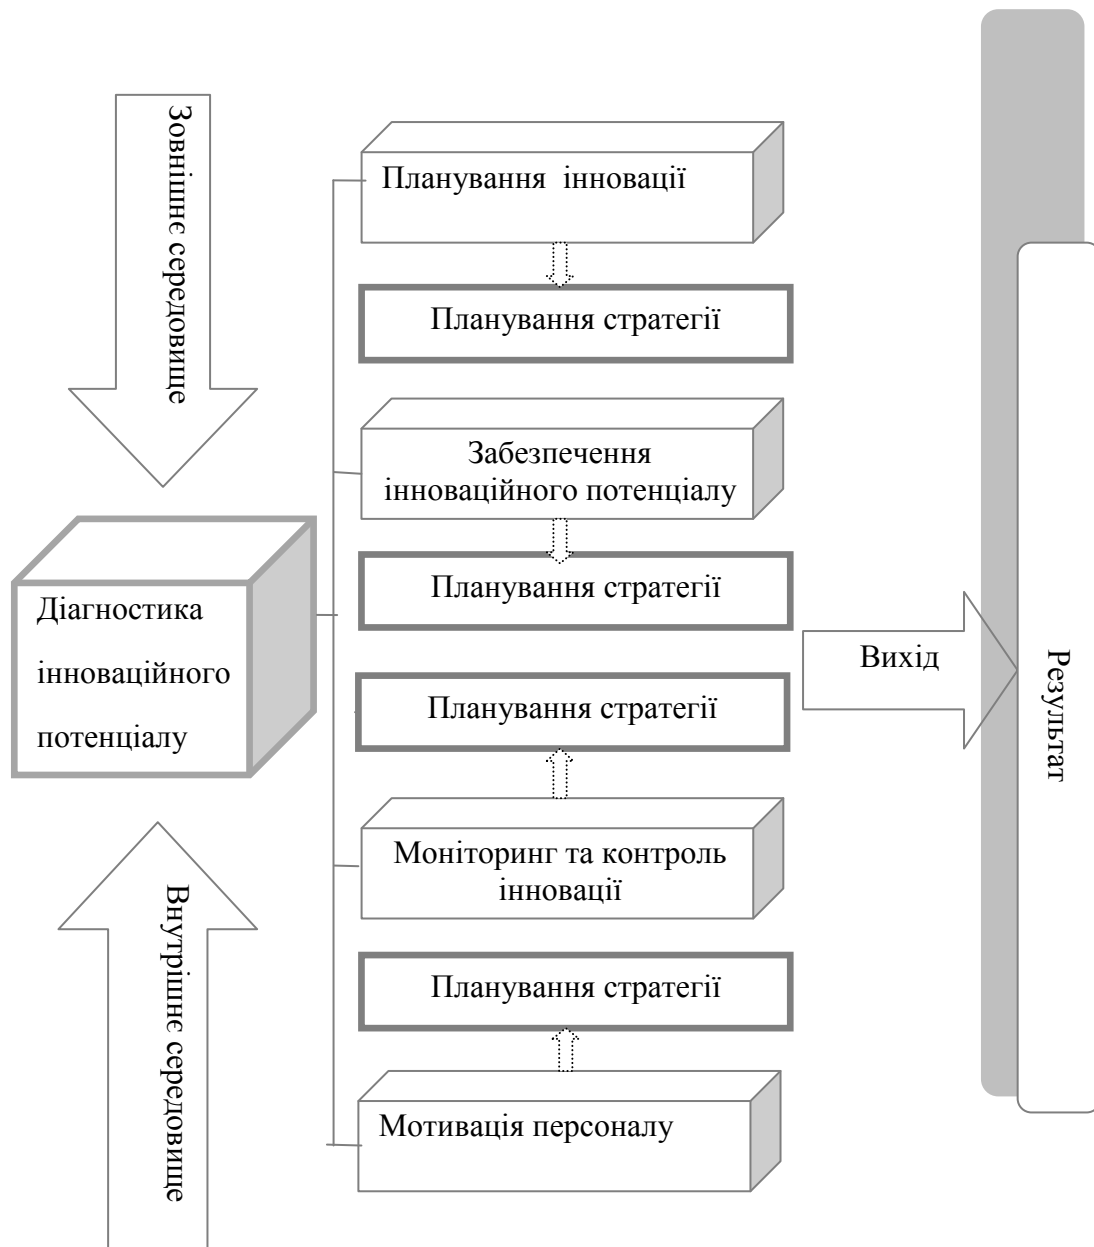 Зовнішнє середовище
Планування інновації
Планування стратегії
Забезпечення
інноваційного потенціалу
Планування стратегії
Діагностика
інноваційного
потенціалу
Планування стратегії
Моніторинг та контроль
інновації
Планування стратегії
Мотивація персоналу
Внутрішнє середовище
Вихід
Результат